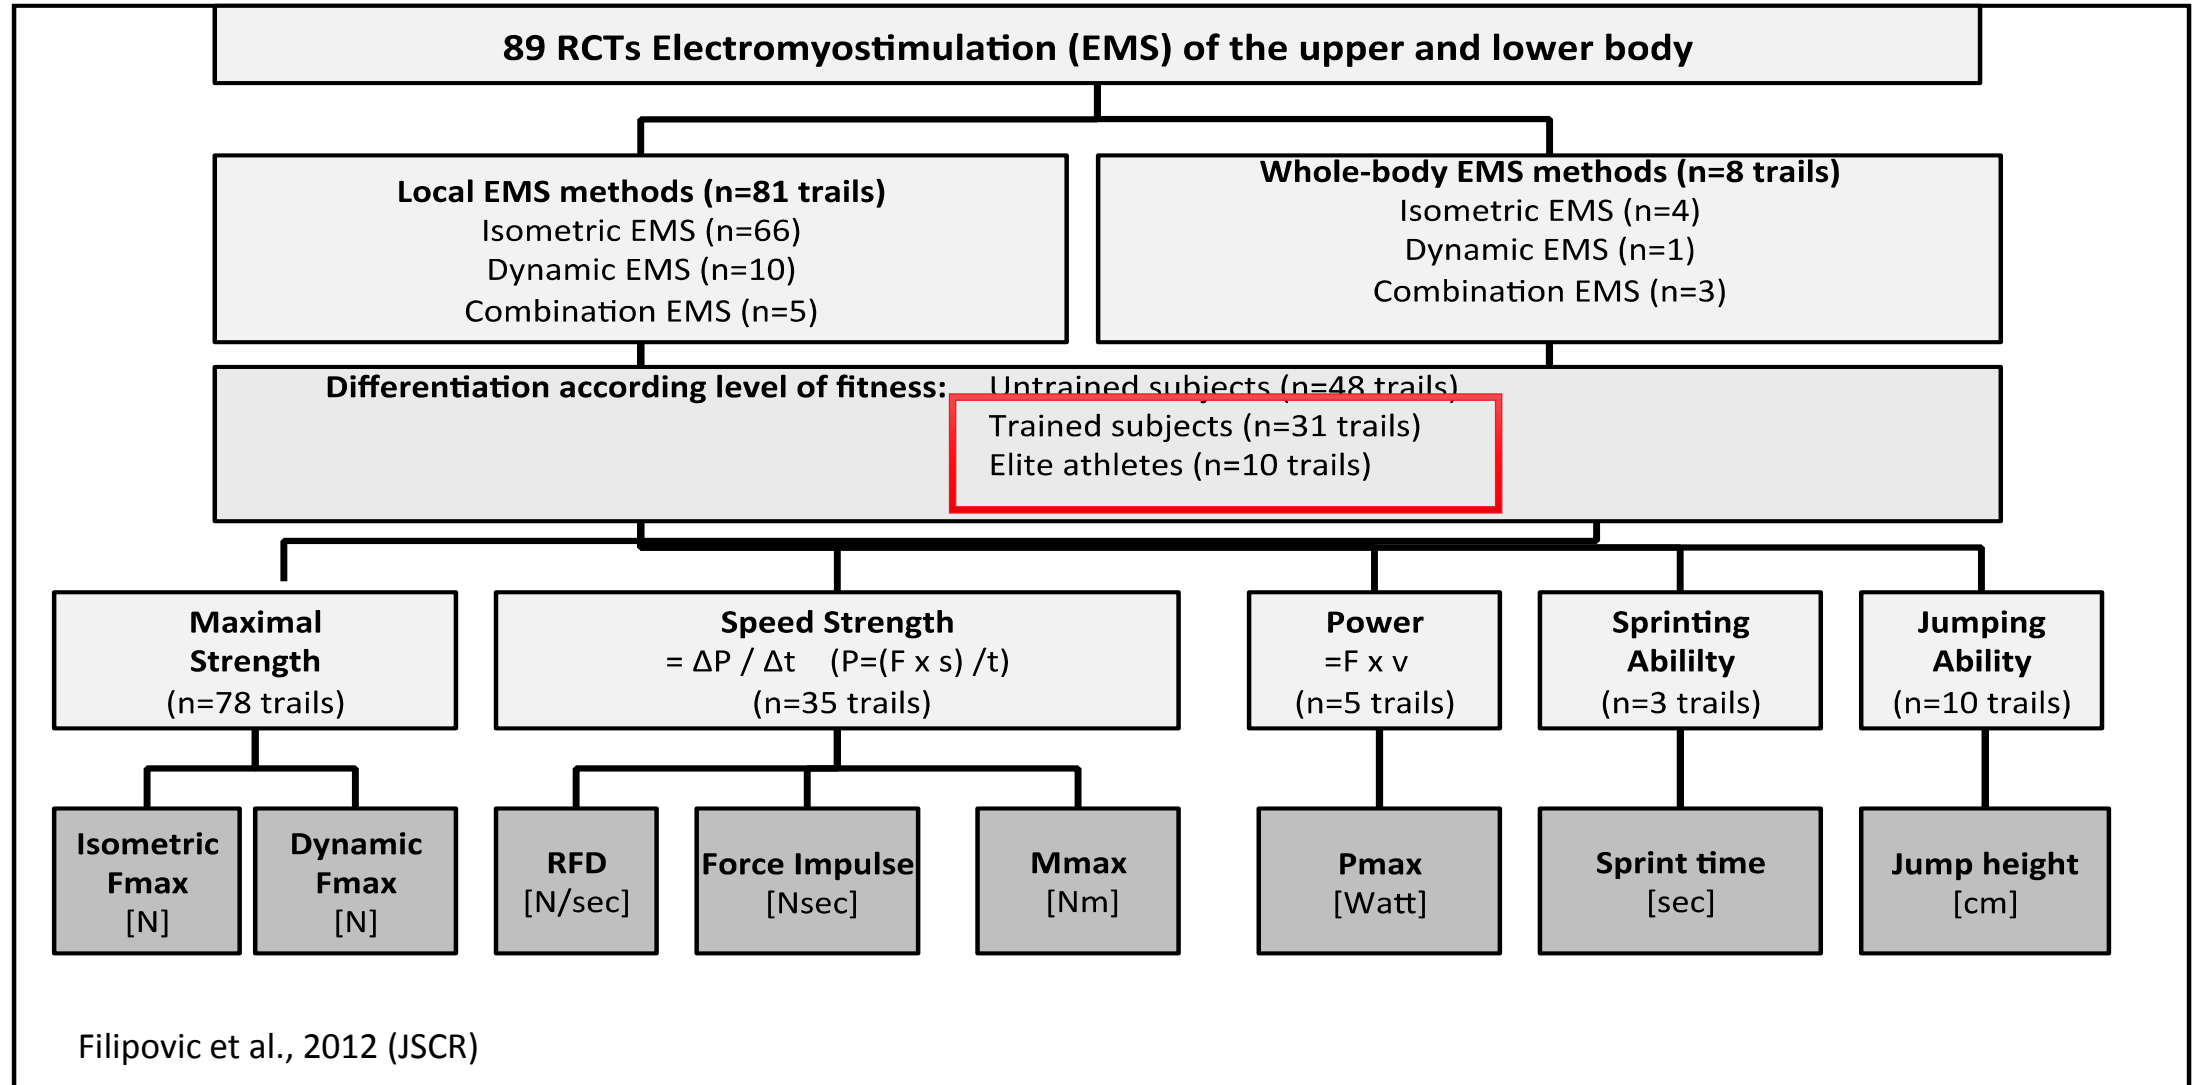 89 RCTs Electromyostimulation (EMS) of the upper and lower body
Local EMS methods (n=81 trails)
Isometric EMS (n=66)
Dynamic EMS (n=10)
Combination EMS (n=5)
Whole-body EMS methods (n=8 trails)
Isometric EMS (n=4)
Dynamic EMS (n=1)
Combination EMS (n=3)
Differentiation according level of fitness: Untrained subjects (n=48 trails)
Trained subjects (n=31 trails)
Elite athletes (n=10 trails)
Maximal
Strength
(n=78 trails)
Speed Strength
= ΔP / Δt (P=(F x s) /t)
(n=35 trails)
Power
=F x v
(n=5 trails)
Sprinting
Abililty
(n=3 trails)
Jumping
Ability
(n=10 trails)
Isometric
Fmax
[N]
Dynamic
Fmax
[N]
RFD
[N/sec]
Force Impulse
[Nsec]
Mmax
[Nm]
Pmax
[Watt]
Sprint time
[sec]
Jump height
[cm]
Filipovic et al., 2012 (JSCR)